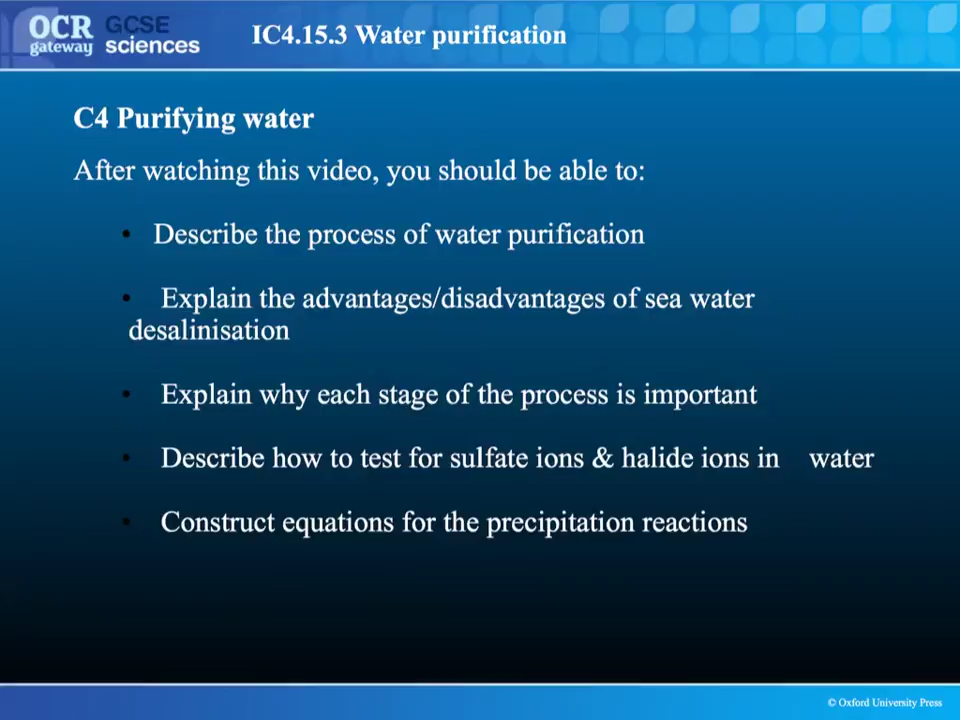 OCR GCSE
gateway sciences
IC4.15.3 Water purification
C4 Purifying water
After watching this video, you should be able to:
• Describe the process of water purification
• Explain the advantages/disadvantages of sea water
desalinisation
• Explain why each stage of the process is important
• Describe how to test for sulfate ions & halide ions in water
• Construct equations for the precipitation reactions
© Oxford University Press